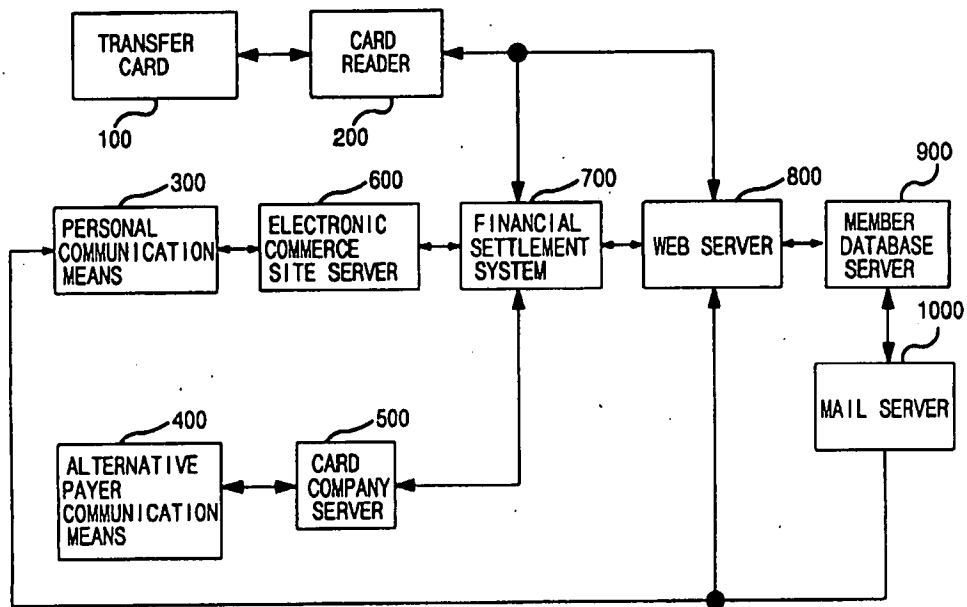 TRANSFER
CARD
100
CARD
READER
200
300
PERSONAL
COMMUNICATION
MEANS
600
ELECTRONIC
COMMERCE
SITE SERVER
700
FINANCIAL
SETTLEMENT
SYSTEM
800
WEB SERVER
900
MEMBER
DATABASE
SERVER
1000
MAIL SERVER
400
ALTERNATIVE
PAYER
COMMUNICATION
MEANS
500
CARD
COMPANY
SERVER